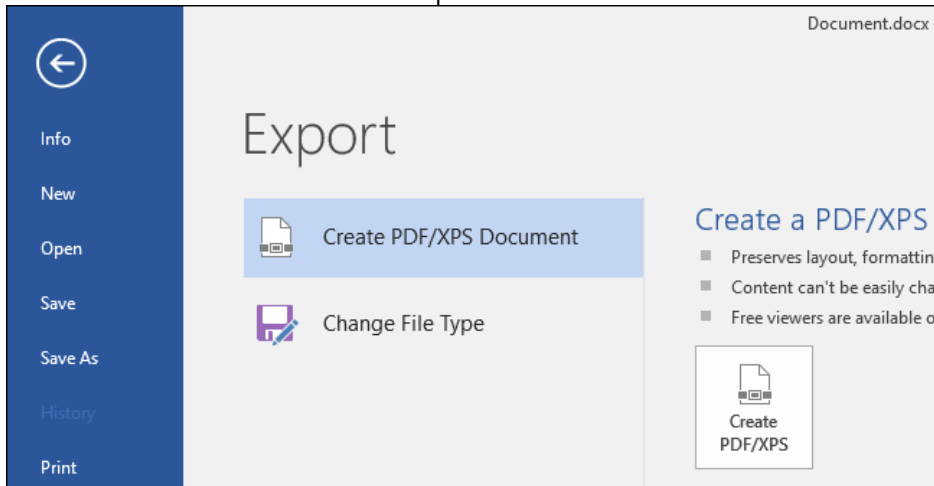 Document.docx
Info
New
Open
Save
Save As
History
Print
Export
Create PDF/XPS Document
Change File Type
Create a PDF/XPS
Preserves layout, formattin
Content can't be easily cha
Free viewers are available o
Create
PDF/XPS